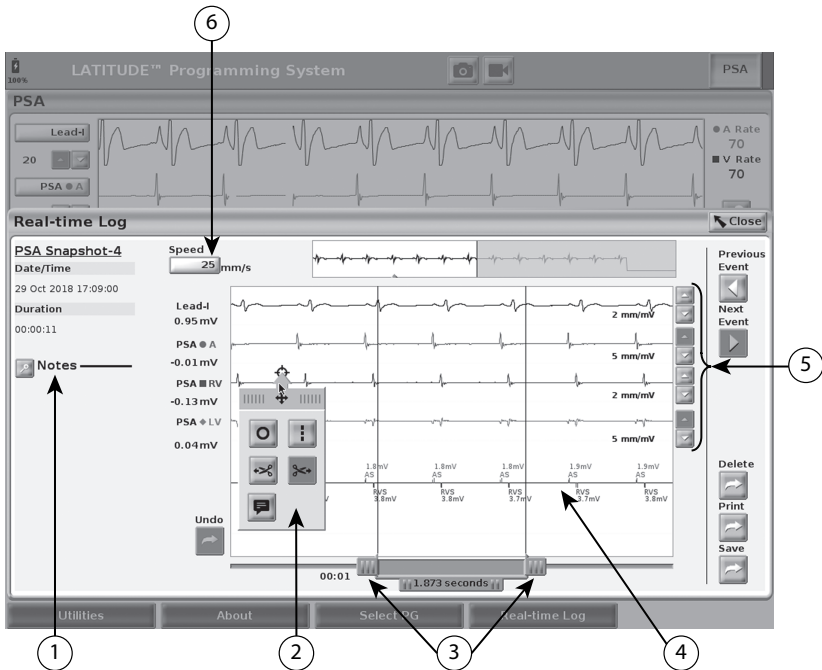 6
100%
LATITUDE™ Programming System
PSA
PSA
Lead-I
20
PSA ● A
● A Rate
70
■ V Rate
70
Real-time Log
Close
PSA Snapshot-4
Date/Time
29 Oct 2018 17:09:00
Duration
00:00:11
Notes
Speed
25 mm/s
Previous
Event
Next
Event
Lead-I
0.95 mV
2 mm/mV
PSA ● A
-0.01 mV
5 mm/mV
PSA ■ RV
-0.13 mV
2 mm/mV
PSA ◆ LV
0.04 mV
5 mm/mV
5
1.8mV 1.8mV 1.8mV 1.9mV 1.9mV
AS AS AS AS AS
RVS RVS RVS RVS RVS
3.8mV 3.8mV 3.7mV 3.7mV 3.8mV
Undo
Delete
Print
Save
00:01
1.873 seconds
Utilities
About
Select PG
Real-time Log
1
2
3
4